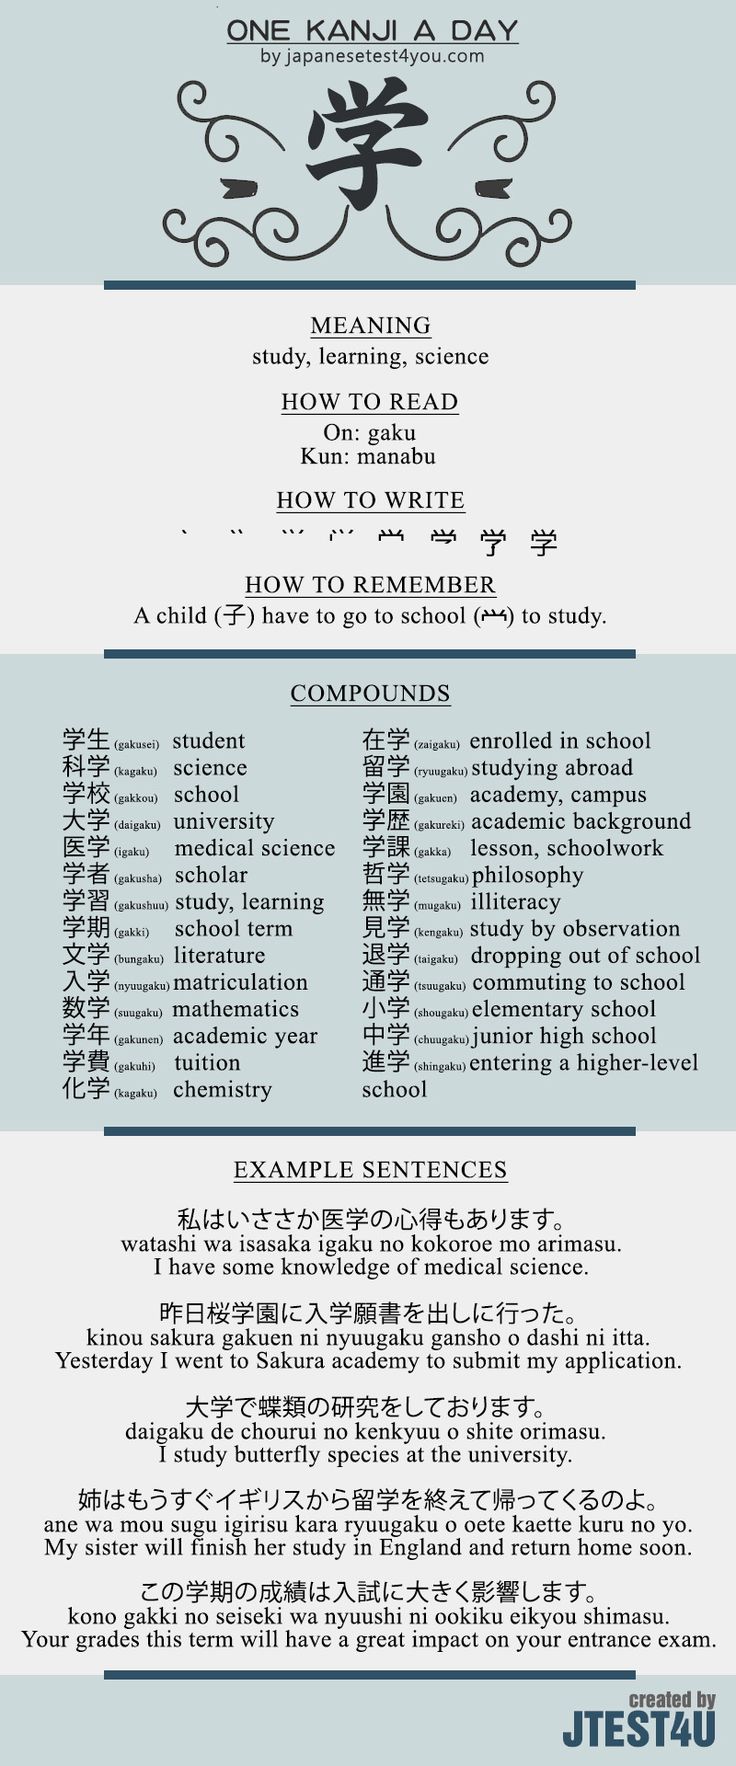 ONE KANJI A DAY
by japanesetest4you.com
学
MEANING
study, learning, science
HOW TO READ
On: gaku
Kun: manabu
HOW TO WRITE
学
HOW TO REMEMBER
A child (子) have to go to school (⺍) to study.
COMPOUNDS
学生 (gakusei) student
科学 (kagaku) science
学校 (gakkou) school
大学 (daigaku) university
医学 (igaku) medical science
学者 (gakusha) scholar
学習 (gakushuu) study, learning
学期 (gakki) school term
文学 (bungaku) literature
入学 (nyuugaku) matriculation
数学 (suugaku) mathematics
学年 (gakunen) academic year
学費 (gakuhi) tuition
化学 (kagaku) chemistry
在学 (zaigaku) enrolled in school
留学 (ryuugaku) studying abroad
学園 (gakuen) academy, campus
学歴 (gakureki) academic background
学課 (gakka) lesson, schoolwork
哲学 (tetsugaku) philosophy
無学 (mugaku) illiteracy
見学 (kengaku) study by observation
退学 (taigaku) dropping out of school
通学 (tsuugaku) commuting to school
小学 (shougaku) elementary school
中学 (chuugaku) junior high school
進学 (shingaku) entering a higher-level
school
EXAMPLE SENTENCES
私はいささか医学の心得もあります。
watashi wa isasaka igaku no kokoroe mo arimasu.
I have some knowledge of medical science.
昨日桜学園に入学願書を出しに行った。
kinou sakura gakuen ni nyuugaku gansho o dashi ni itta.
Yesterday I went to Sakura academy to submit my application.
大学で蝶類の研究をしております。
daigaku de chourui no kenkyuu o shite orimasu.
I study butterfly species at the university.
姉はもうすぐイギリスから留学を終えて帰ってくるのよ。
ane wa mou sugu igirisu kara ryuugaku o oete kaette kuru no yo.
My sister will finish her study in England and return home soon.
この学期の成績は入試に大きく影響します。
kono gakki no seiseki wa nyuushi ni ookiku eikyou shimasu.
Your grades this term will have a great impact on your entrance exam.
created by
JTEST4U